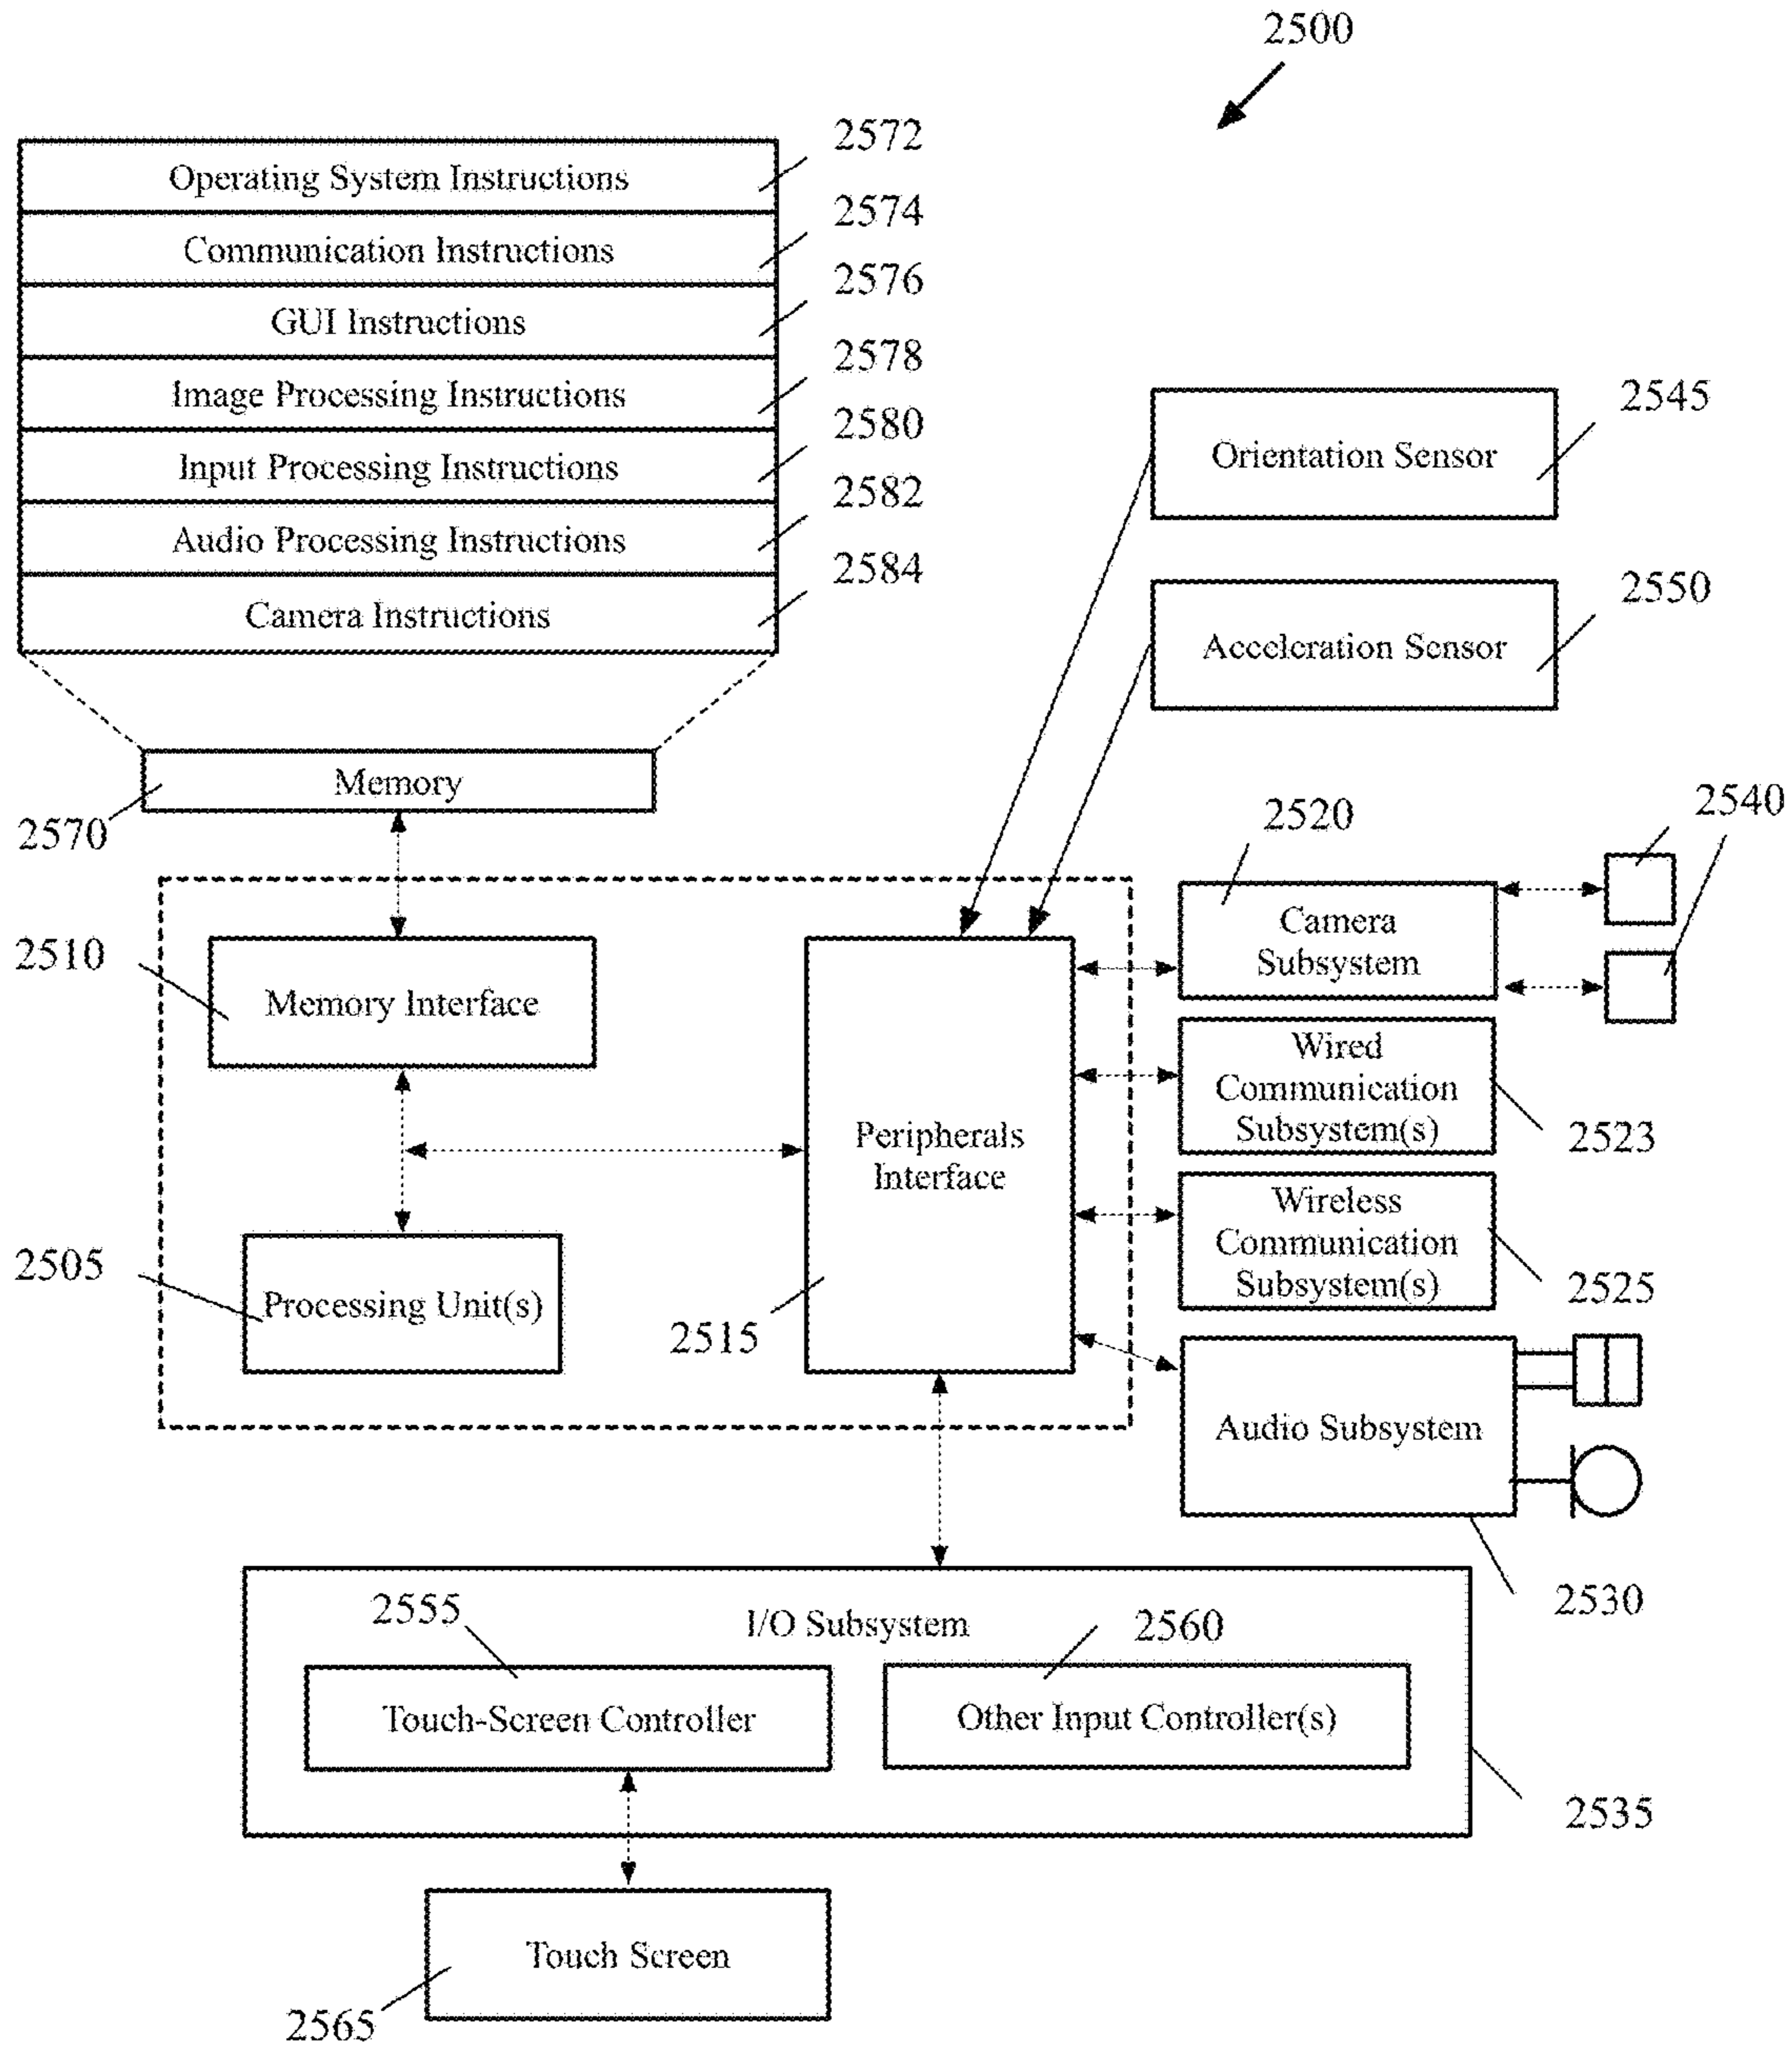 2500
2572
Operating System Instructions
2574
Communication Instructions
2576
GUI Instructions
2578
Image Processing Instructions
2580
Input Processing Instructions
2582
Audio Processing Instructions
2584
Camera Instructions
2545
Orientation Sensor
2550
Acceleration Sensor
Memory
2570
2520
2540
Camera
Subsystem
2510
Memory Interface
Wired
Communication
Subsystem(s)
2523
Peripherals
Interface
Wireless
Communication
Subsystem(s)
2525
2505
Processing Unit(s)
2515
Audio Subsystem
2530
2555
I/O Subsystem
2560
Touch-Screen Controller
Other Input Controller(s)
2535
Touch Screen
2565